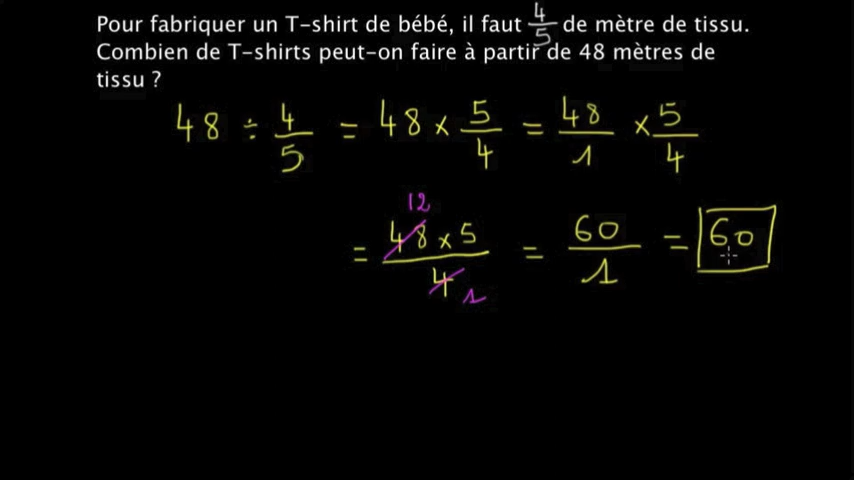 Pour fabriquer un T-shirt de bébé, il faut 4/5 de mètre de tissu.
Combien de T-shirts peut-on faire à partir de 48 mètres de
tissu ?
48 ÷ 4/5 = 48 × 5/4 = 48/1 × 5/4
12
= 48 × 5 / 4 = 60/1 = 60
1